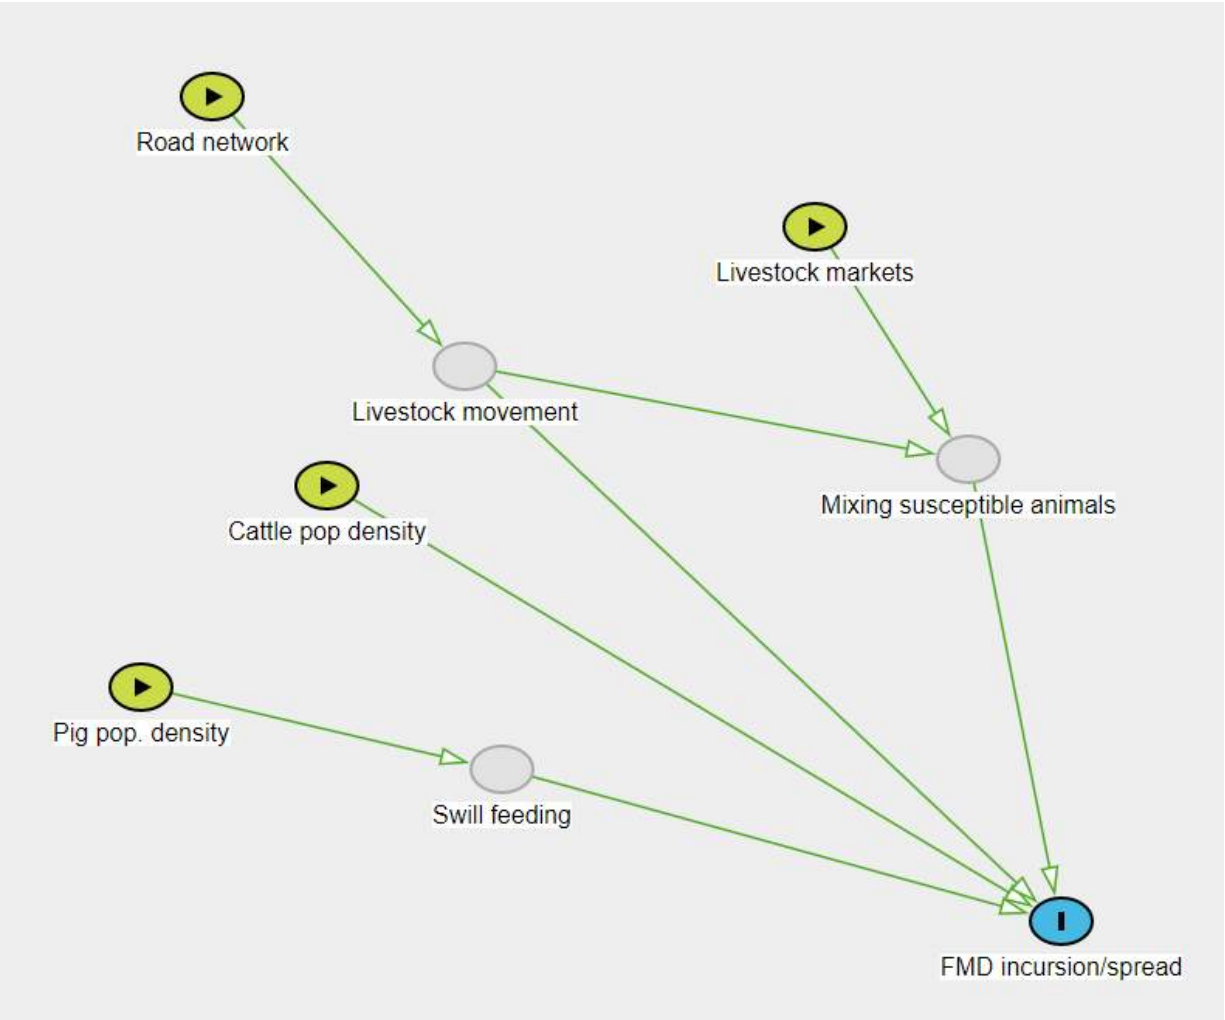 Road network
Livestock markets
Livestock movement
Cattle pop density
Mixing susceptible animals
Pig pop. density
Swill feeding
FMD incursion/spread